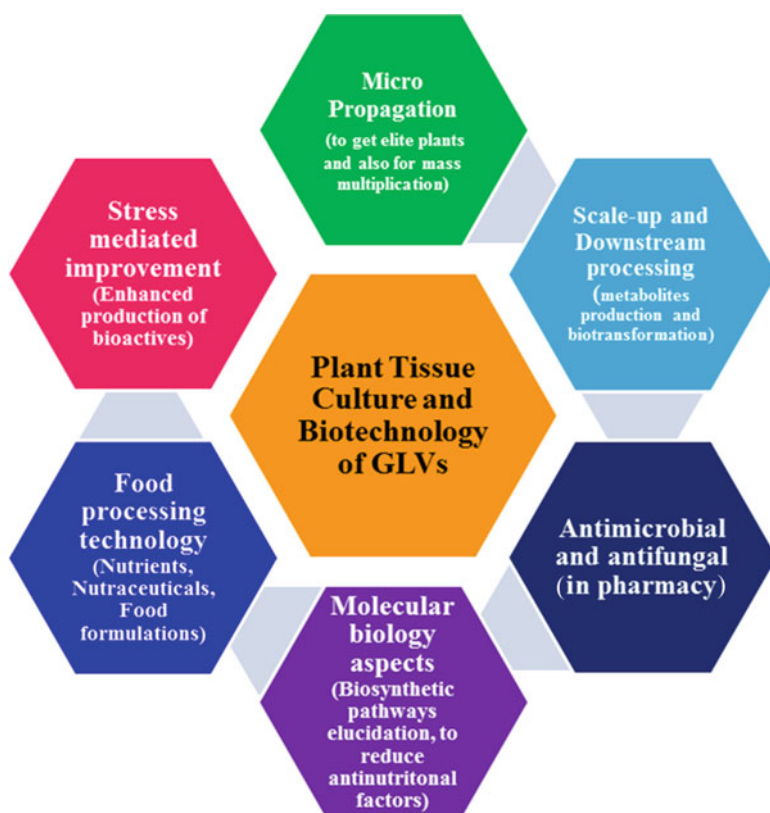 Micro
Propagation
(to get elite plants
and also for mass
multiplication)
Stress
mediated
improvement
(Enhanced
production of
bioactives)
Scale-up and
Downstream
processing
(metabolites
production and
biotransformation)
Plant Tissue
Culture and
Biotechnology
of GLVs
Food
processing
technology
(Nutrients,
Nutraceuticals,
Food
formulations)
Antimicrobial
and antifungal
(in pharmacy)
Molecular
biology
aspects
(Biosynthetic
pathways
elucidation, to
reduce
antinutritonal
factors)